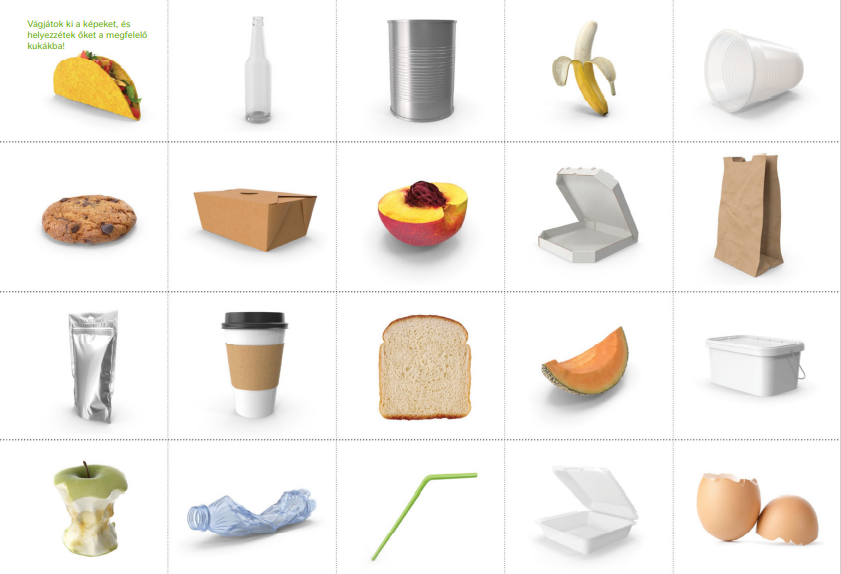 Vágjátok ki a képeket, és
helyezzétek őket a megfelelő
kukákba!